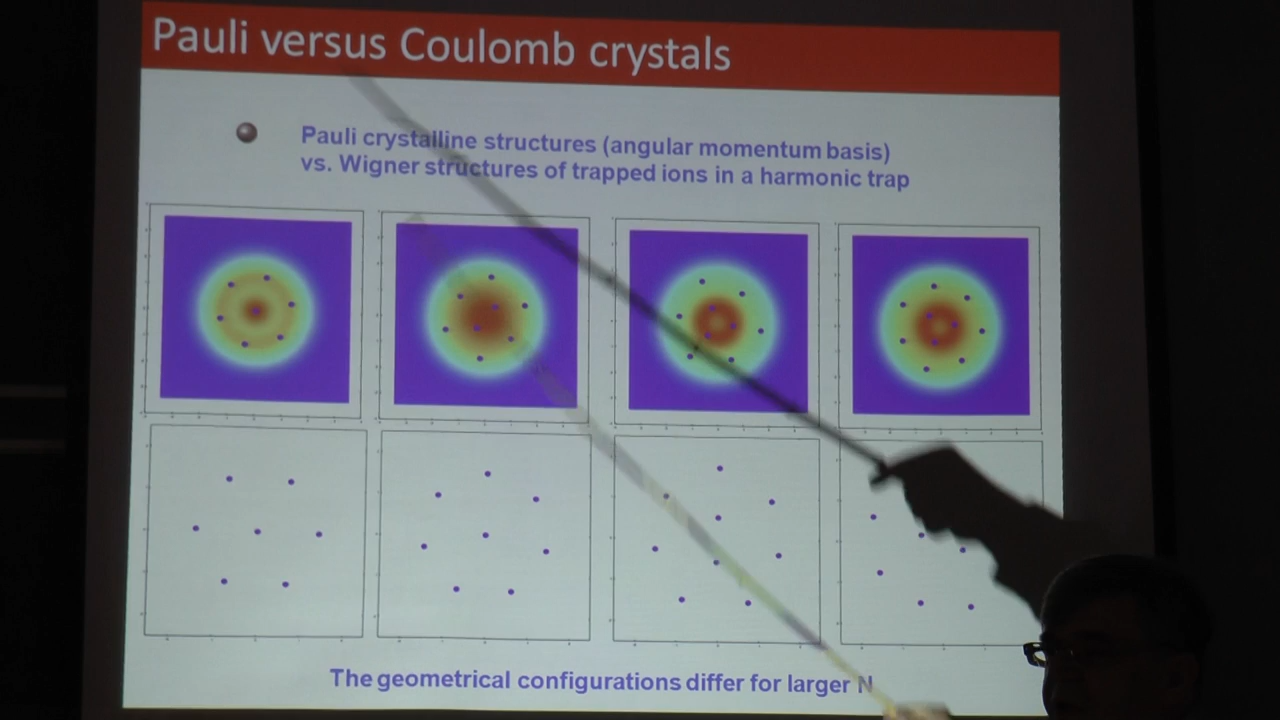 Pauli versus Coulomb crystals
Pauli crystalline structures (angular momentum basis)
vs. Wigner structures of trapped ions in a harmonic trap
The geometrical configurations differ for larger N